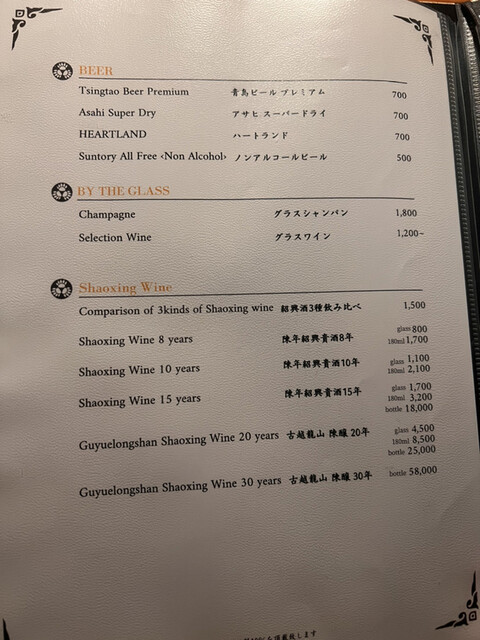 BEER
Tsingtao Beer Premium 青島ビール プレミアム 700
Asahi Super Dry アサヒ スーパードライ 700
HEARTLAND ハートランド 700
Suntory All Free ‹Non Alcohol› ノンアルコールビール 500
BY THE GLASS
Champagne グラスシャンパン 1,800
Selection Wine グラスワイン 1,200~
Shaoxing Wine
Comparison of 3kinds of Shaoxing wine 紹興酒3種飲み比べ 1,500
Shaoxing Wine 8 years 陳年紹興貴酒8年 glass 800
180ml 1,700
Shaoxing Wine 10 years 陳年紹興貴酒10年 glass 1,100
180ml 2,100
Shaoxing Wine 15 years 陳年紹興貴酒15年 glass 1,700
180ml 3,200
bottle 18,000
Guyuelongshan Shaoxing Wine 20 years 古越龍山 陳醸 20年 glass 4,500
180ml 8,500
bottle 25,000
Guyuelongshan Shaoxing Wine 30 years 古越龍山 陳醸 30年 bottle 58,000
を頂戴致します